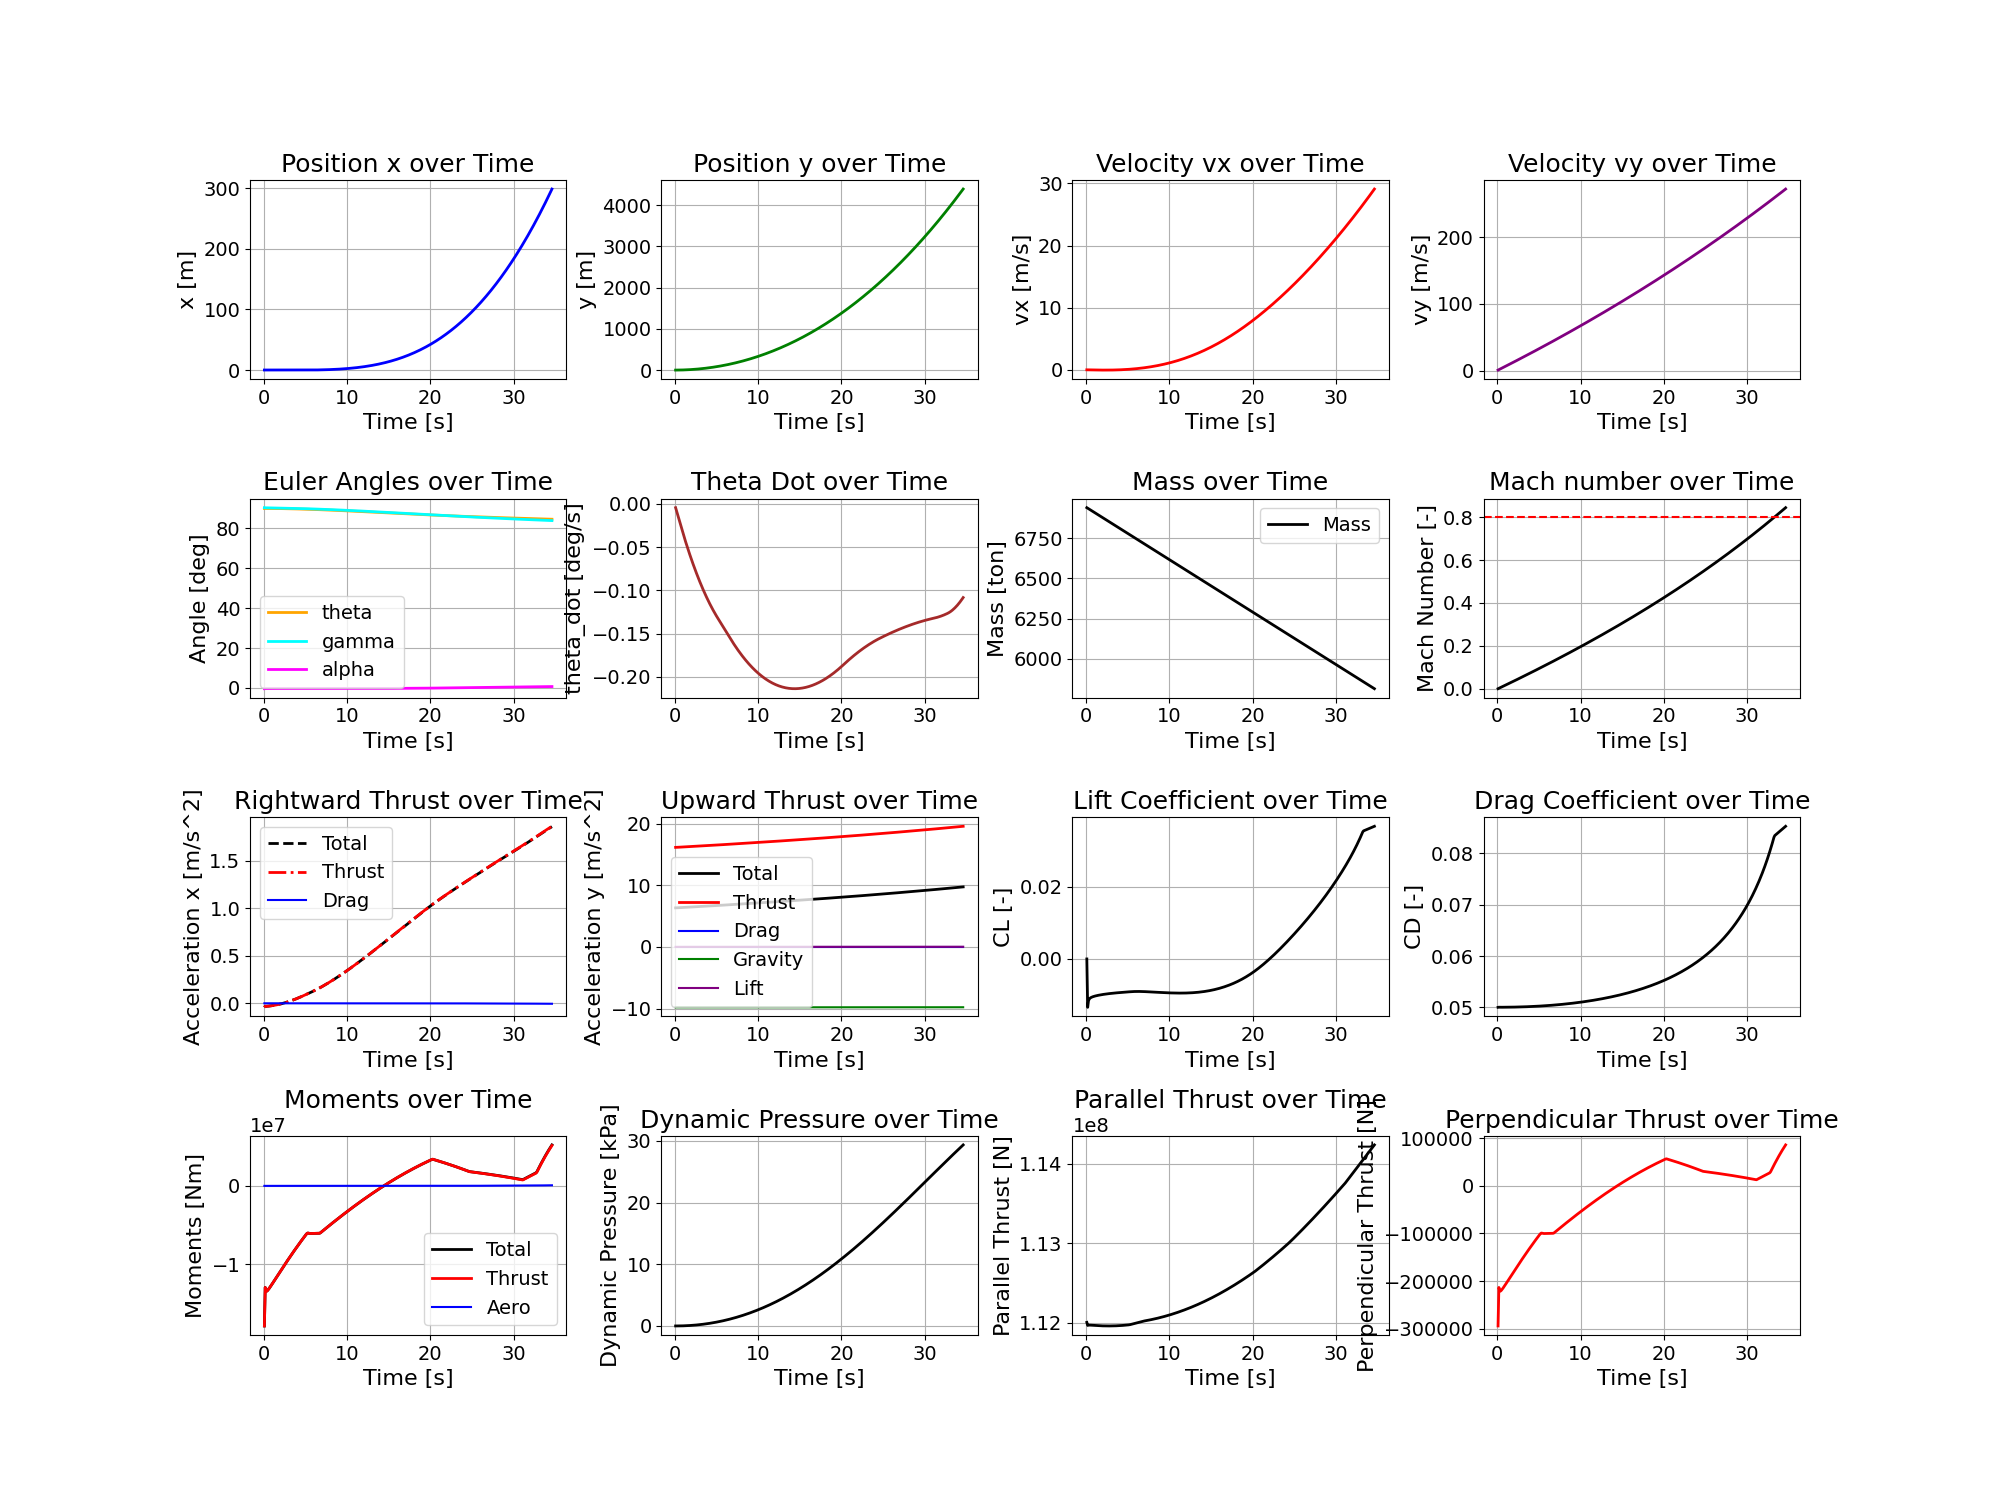 Position x over Time
x [m]
300
200
100
0
0 10 20 30
Time [s]
Position y over Time
y [m]
4000
3000
2000
1000
0
0 10 20 30
Time [s]
Velocity vx over Time
vx [m/s]
30
20
10
0
0 10 20 30
Time [s]
Velocity vy over Time
vy [m/s]
200
100
0
0 10 20 30
Time [s]
Euler Angles over Time
Angle [deg]
80
60
40
20
0
theta
gamma
alpha
0 10 20 30
Time [s]
Theta Dot over Time
theta_dot [deg/s]
0.00
−0.05
−0.10
−0.15
−0.20
0 10 20 30
Time [s]
Mass over Time
Mass [ton]
6750
6500
6250
6000
Mass
0 10 20 30
Time [s]
Mach number over Time
Mach Number [-]
0.8
0.6
0.4
0.2
0.0
0 10 20 30
Time [s]
Rightward Thrust over Time
Acceleration x [m/s^2]
1.5
1.0
0.5
0.0
Total
Thrust
Drag
0 10 20 30
Time [s]
Upward Thrust over Time
Acceleration y [m/s^2]
20
10
0
−10
Total
Thrust
Drag
Gravity
Lift
0 10 20 30
Time [s]
Lift Coefficient over Time
CL [-]
0.02
0.00
0 10 20 30
Time [s]
Drag Coefficient over Time
CD [-]
0.08
0.07
0.06
0.05
0 10 20 30
Time [s]
Moments over Time
1e7
Moments [Nm]
0
−1
Total
Thrust
Aero
0 10 20 30
Time [s]
Dynamic Pressure over Time
Dynamic Pressure [kPa]
30
20
10
0
0 10 20 30
Time [s]
Parallel Thrust over Time
1e8
Parallel Thrust [N]
1.14
1.13
1.12
0 10 20 30
Time [s]
Perpendicular Thrust over Time
Perpendicular Thrust [N]
100000
0
−100000
−200000
−300000
0 10 20 30
Time [s]